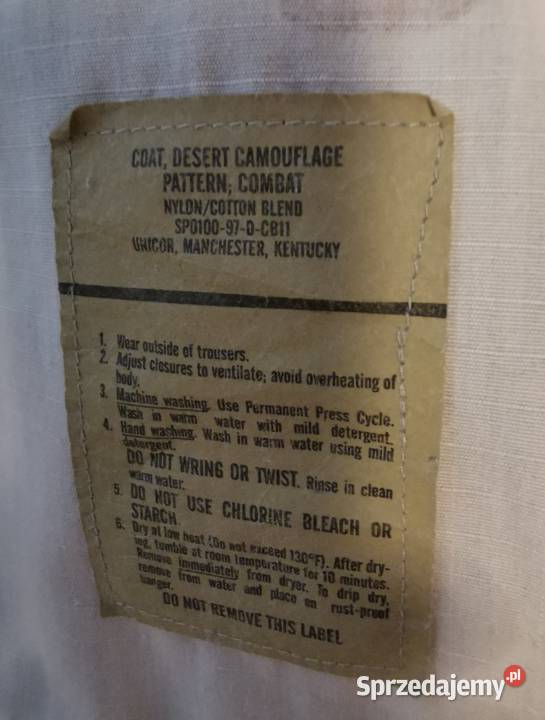 COAT, DESERT CAMOUFLAGE
PATTERN; COMBAT
NYLON/COTTON BLEND
SPO100-97-D-CB11
UNICOR, MANCHESTER, KENTUCKY
1. Wear outside of trousers.
2. Adjust closures to ventilate; avoid overheating of
body.
3. Machine washing. Use Permanent Press Cycle.
Wash in warm water with mild detergent.
4. Hand washing. Wash in warm water using mild
detergent.
DO NOT WRING OR TWIST. Rinse in clean
warm water.
5. DO NOT USE CHLORINE BLEACH OR
STARCH
6. Dry at low heat (Do not exceed 130°F). After dry-
ing, tumble at room temperature for 10 minutes.
Remove immediately from dryer. To drip dry,
remove from water and place on rust-proof
hanger.
DO NOT REMOVE THIS LABEL
Sprzedajemy.pl